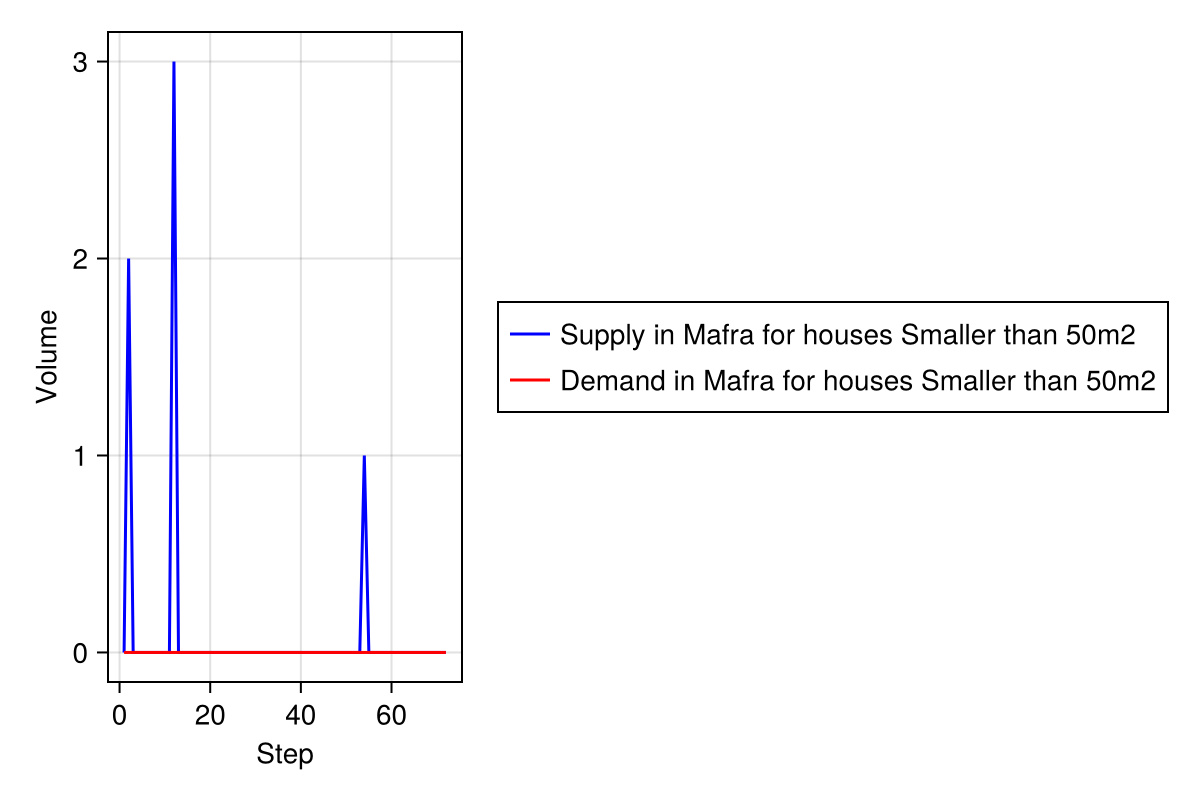 3
2
1
0
Volume
0 20 40 60
Step
Supply in Mafra for houses Smaller than 50m2
Demand in Mafra for houses Smaller than 50m2